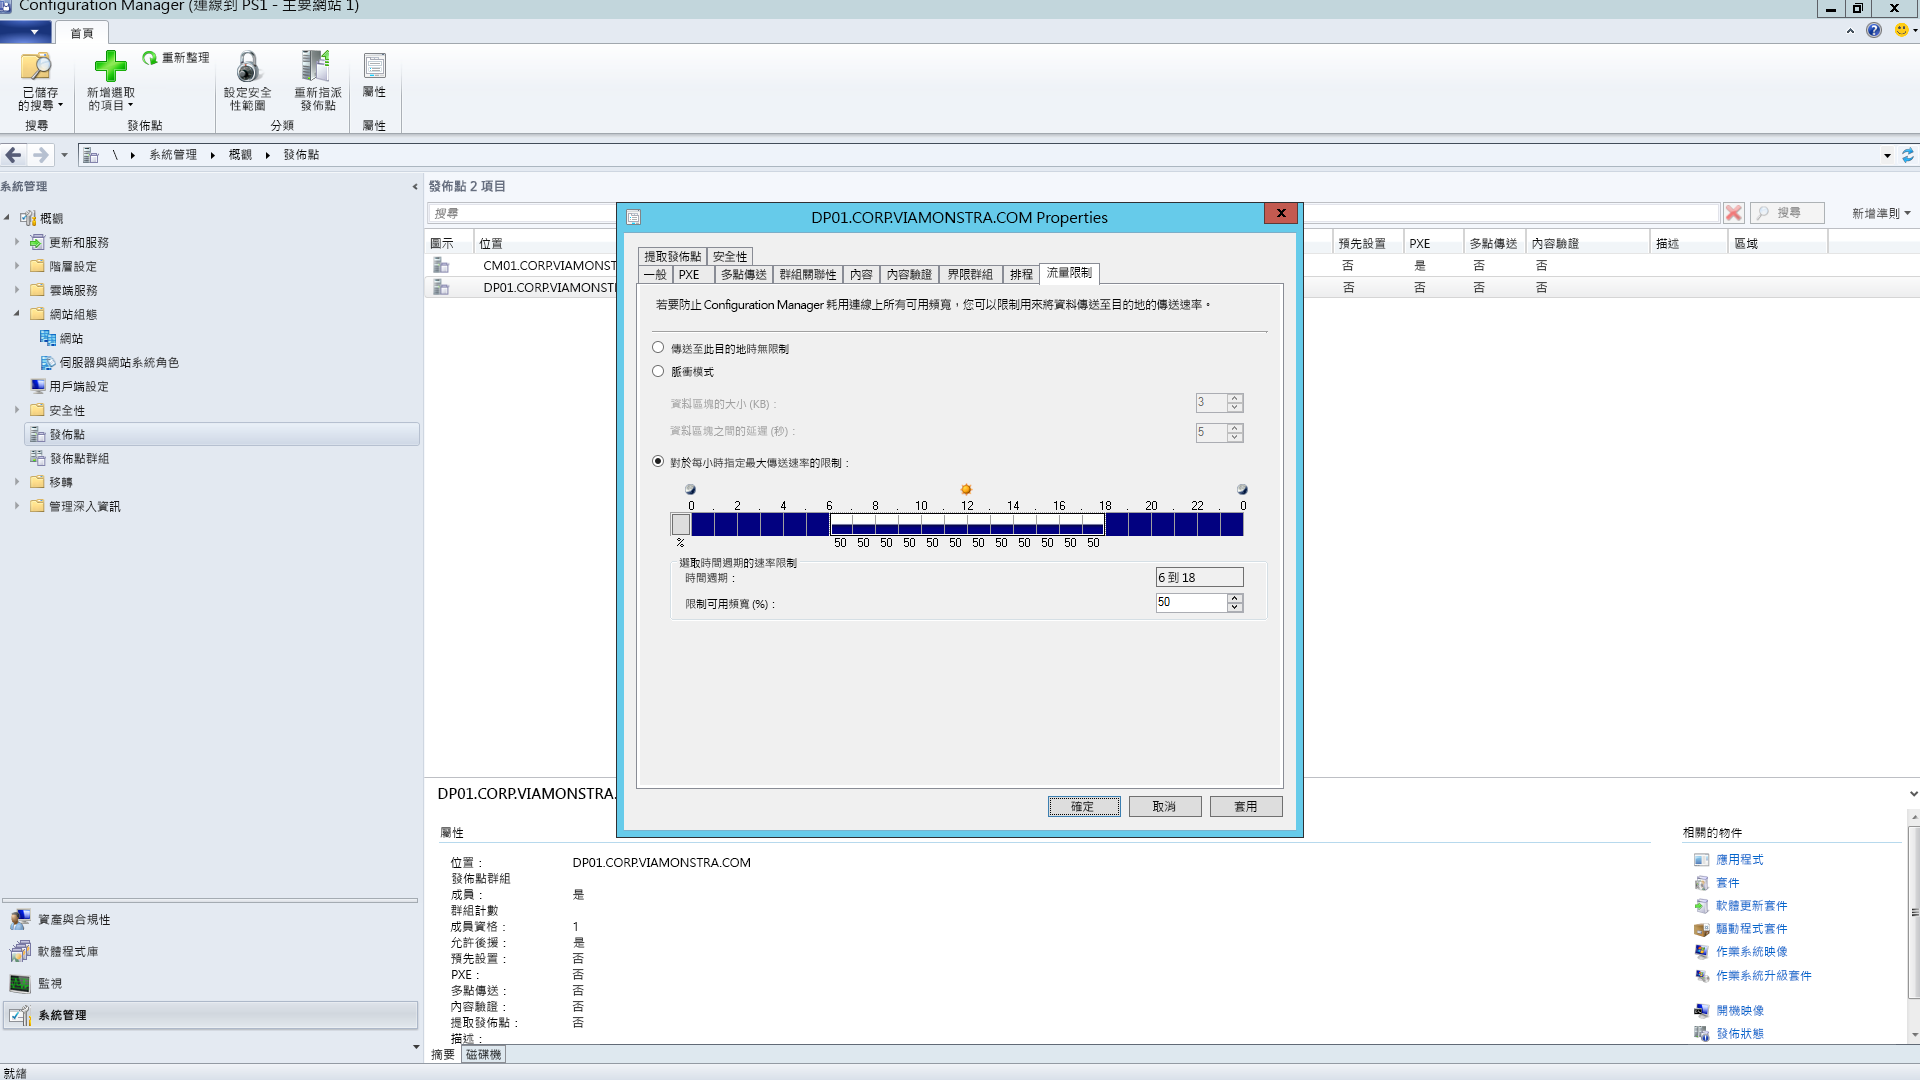 Configuration Manager (連線到 PS1 - 主要網站 1)
首頁
已儲存
的搜尋
搜尋
新增選取
的項目
重新整理
發佈點
設定安全
性範圍
重新指派
發佈點
分類
屬性
屬性
\ 系統管理 概觀 發佈點
系統管理
概觀
更新和服務
階層設定
雲端服務
網站組態
網站
伺服器與網站系統角色
用戶端設定
安全性
發佈點
發佈點群組
移轉
管理深入資訊
資產與合規性
軟體程式庫
監視
系統管理
就緒
發佈點 2 項目
搜尋
搜尋
新增準則
圖示 位置 預先設置 PXE 多點傳送 內容驗證 描述 區域
CM01.CORP.VIAMONST 否 是 否 否
DP01.CORP.VIAMONSTI 否 否 否 否
DP01.CORP.VIAMONSTRA.COM Properties
提取發佈點 安全性
一般 PXE 多點傳送 群組關聯性 內容 內容驗證 界限群組 排程 流量限制
若要防止 Configuration Manager 耗用連線上所有可用頻寬，您可以限制用來將資料傳送至目的地的傳送速率。
傳送至此目的地時無限制
脈衝模式
資料區塊的大小 (KB)： 3
資料區塊之間的延遲 (秒)： 5
對於每小時指定最大傳送速率的限制：
0 . 2 . 4 . 6 . 8 . 10 . 12 . 14 . 16 . 18 . 20 . 22 . 0
% 50 50 50 50 50 50 50 50 50 50 50 50
選取時間週期的速率限制
時間週期： 6 到 18
限制可用頻寬 (%)： 50
確定 取消 套用
DP01.CORP.VIAMONSTRA.
屬性
位置： DP01.CORP.VIAMONSTRA.COM
發佈點群組
成員： 是
群組計數
成員資格： 1
允許後援： 是
預先設置： 否
PXE： 否
多點傳送： 否
內容驗證： 否
提取發佈點： 否
描述：
摘要 磁碟機
相關的物件
應用程式
套件
軟體更新套件
驅動程式套件
作業系統映像
作業系統升級套件
開機映像
發佈狀態